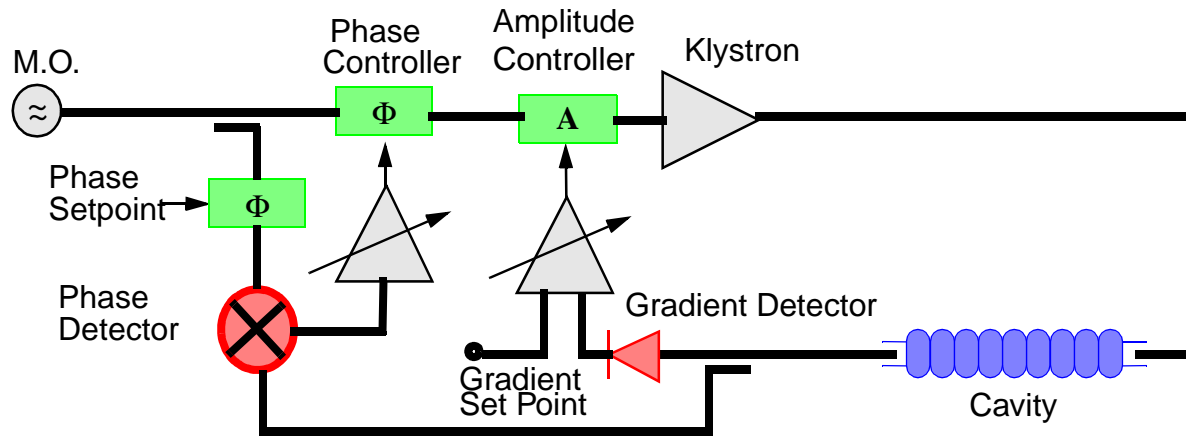 M.O.
≈
Phase
Controller
Φ
Amplitude
Controller
A
Klystron
Phase
Setpoint
Φ
Phase
Detector
Gradient
Set Point
Gradient Detector
Cavity